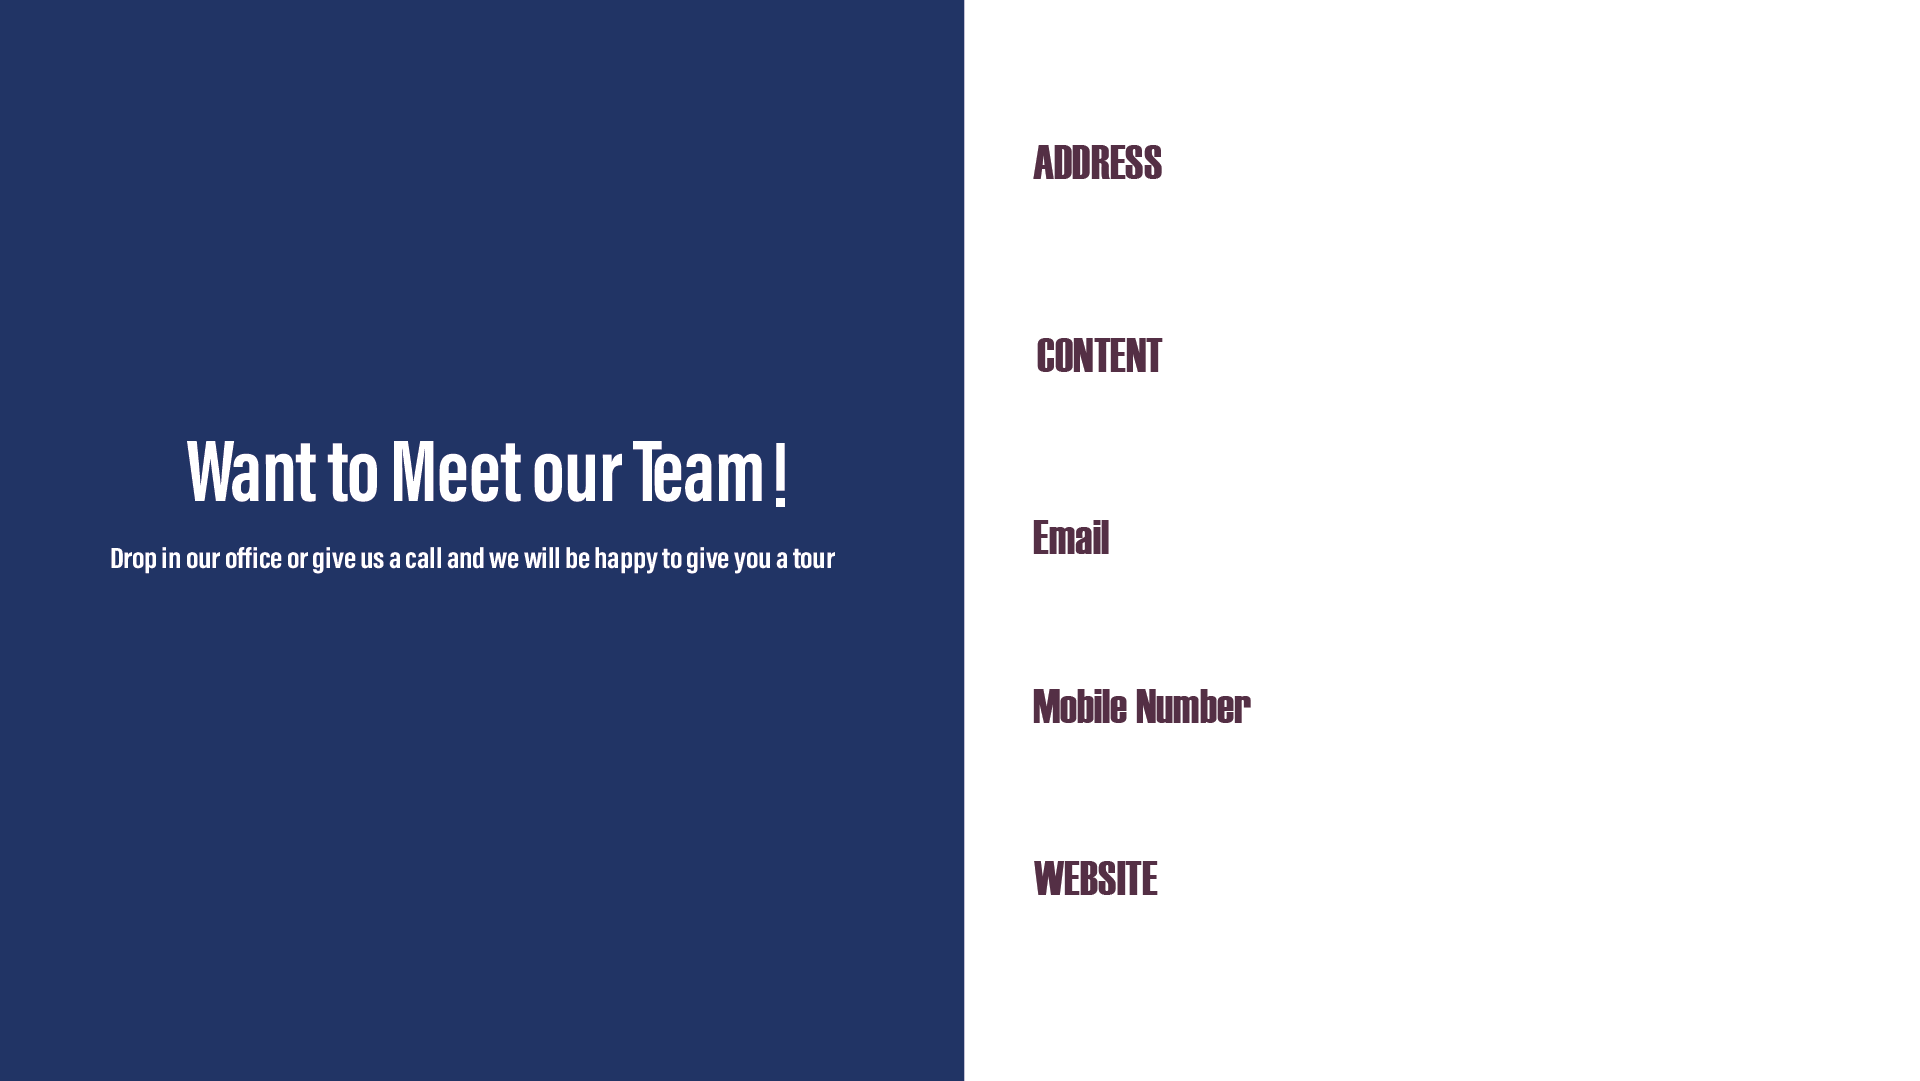 Want to Meet our Team !
Drop in our office or give us a call and we will be happy to give you a tour
ADDRESS
CONTENT
Email
Mobile Number
WEBSITE